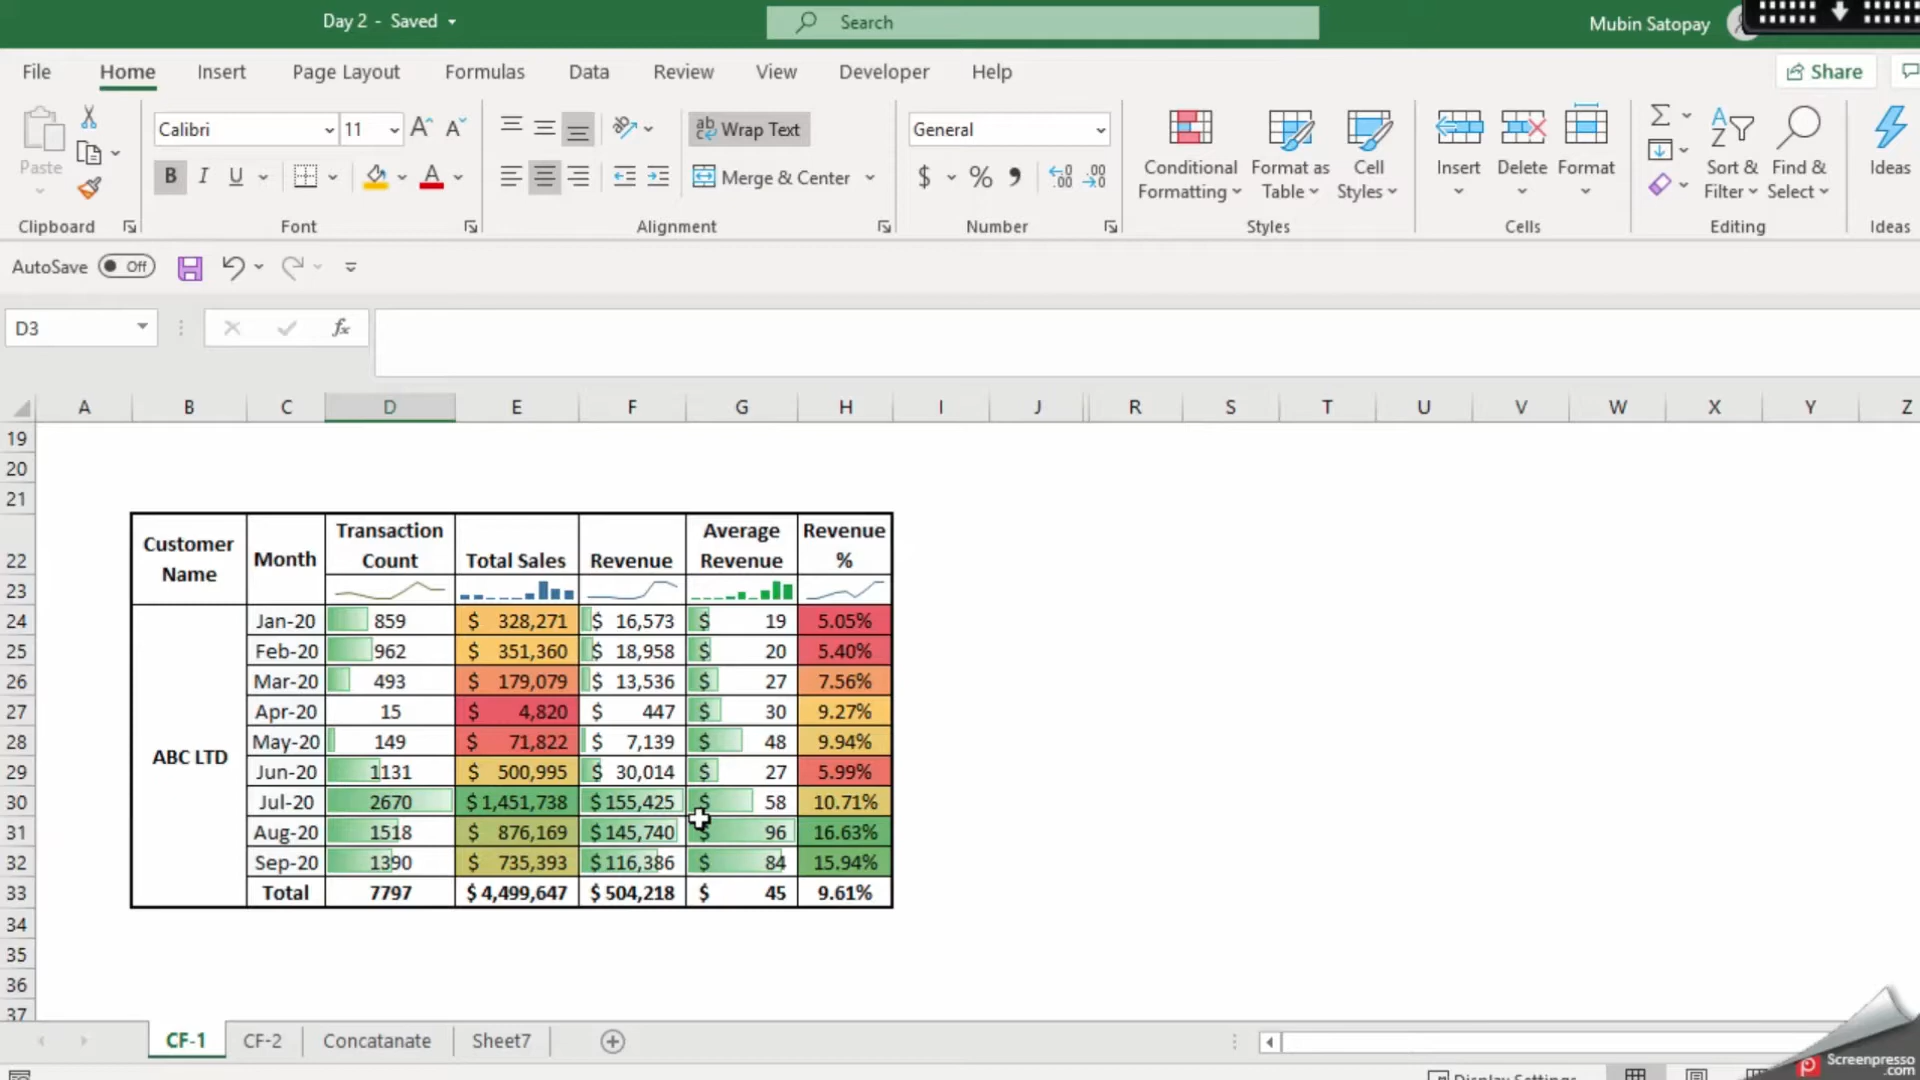 Day 2 - Saved
Search
Mubin Satopay
File Home Insert Page Layout Formulas Data Review View Developer Help Share
Paste
Calibri 11
B I U
Wrap Text
Merge & Center
General
$ % ,
Conditional Formatting
Format as Table
Cell Styles
Insert Delete Format
Sort & Filter
Find & Select
Ideas
Clipboard Font Alignment Number Styles Cells Editing Ideas
AutoSave Off
D3 fx
A B C D E F G H I J R S T U V W X Y Z
19
20
21
22 Customer Name Month Transaction Count Total Sales Revenue Average Revenue Revenue %
23
24 Jan-20 859 $ 328,271 $ 16,573 $ 19 5.05%
25 Feb-20 962 $ 351,360 $ 18,958 $ 20 5.40%
26 Mar-20 493 $ 179,079 $ 13,536 $ 27 7.56%
27 Apr-20 15 $ 4,820 $ 447 $ 30 9.27%
28 ABC LTD May-20 149 $ 71,822 $ 7,139 $ 48 9.94%
29 Jun-20 1131 $ 500,995 $ 30,014 $ 27 5.99%
30 Jul-20 2670 $ 1,451,738 $ 155,425 $ 58 10.71%
31 Aug-20 1518 $ 876,169 $ 145,740 $ 96 16.63%
32 Sep-20 1390 $ 735,393 $ 116,386 $ 84 15.94%
33 Total 7797 $ 4,499,647 $ 504,218 $ 45 9.61%
34
35
36
37
CF-1 CF-2 Concatanate Sheet7
Display Settings
Screenpresso
.com